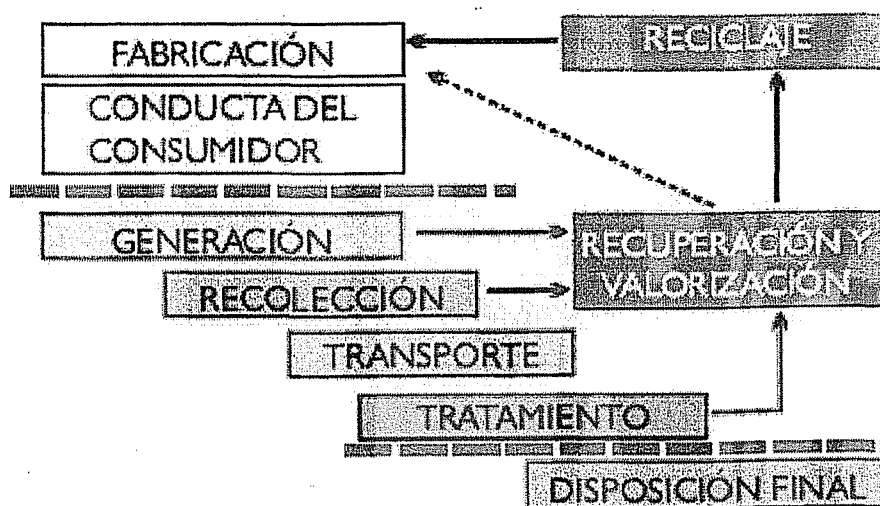 FABRICACIÓN
RECICLAJE
CONDUCTA DEL
CONSUMIDOR
GENERACIÓN
RECUPERACIÓN Y
VALORIZACIÓN
RECOLECCIÓN
TRANSPORTE
TRATAMIENTO
DISPOSICIÓN FINAL